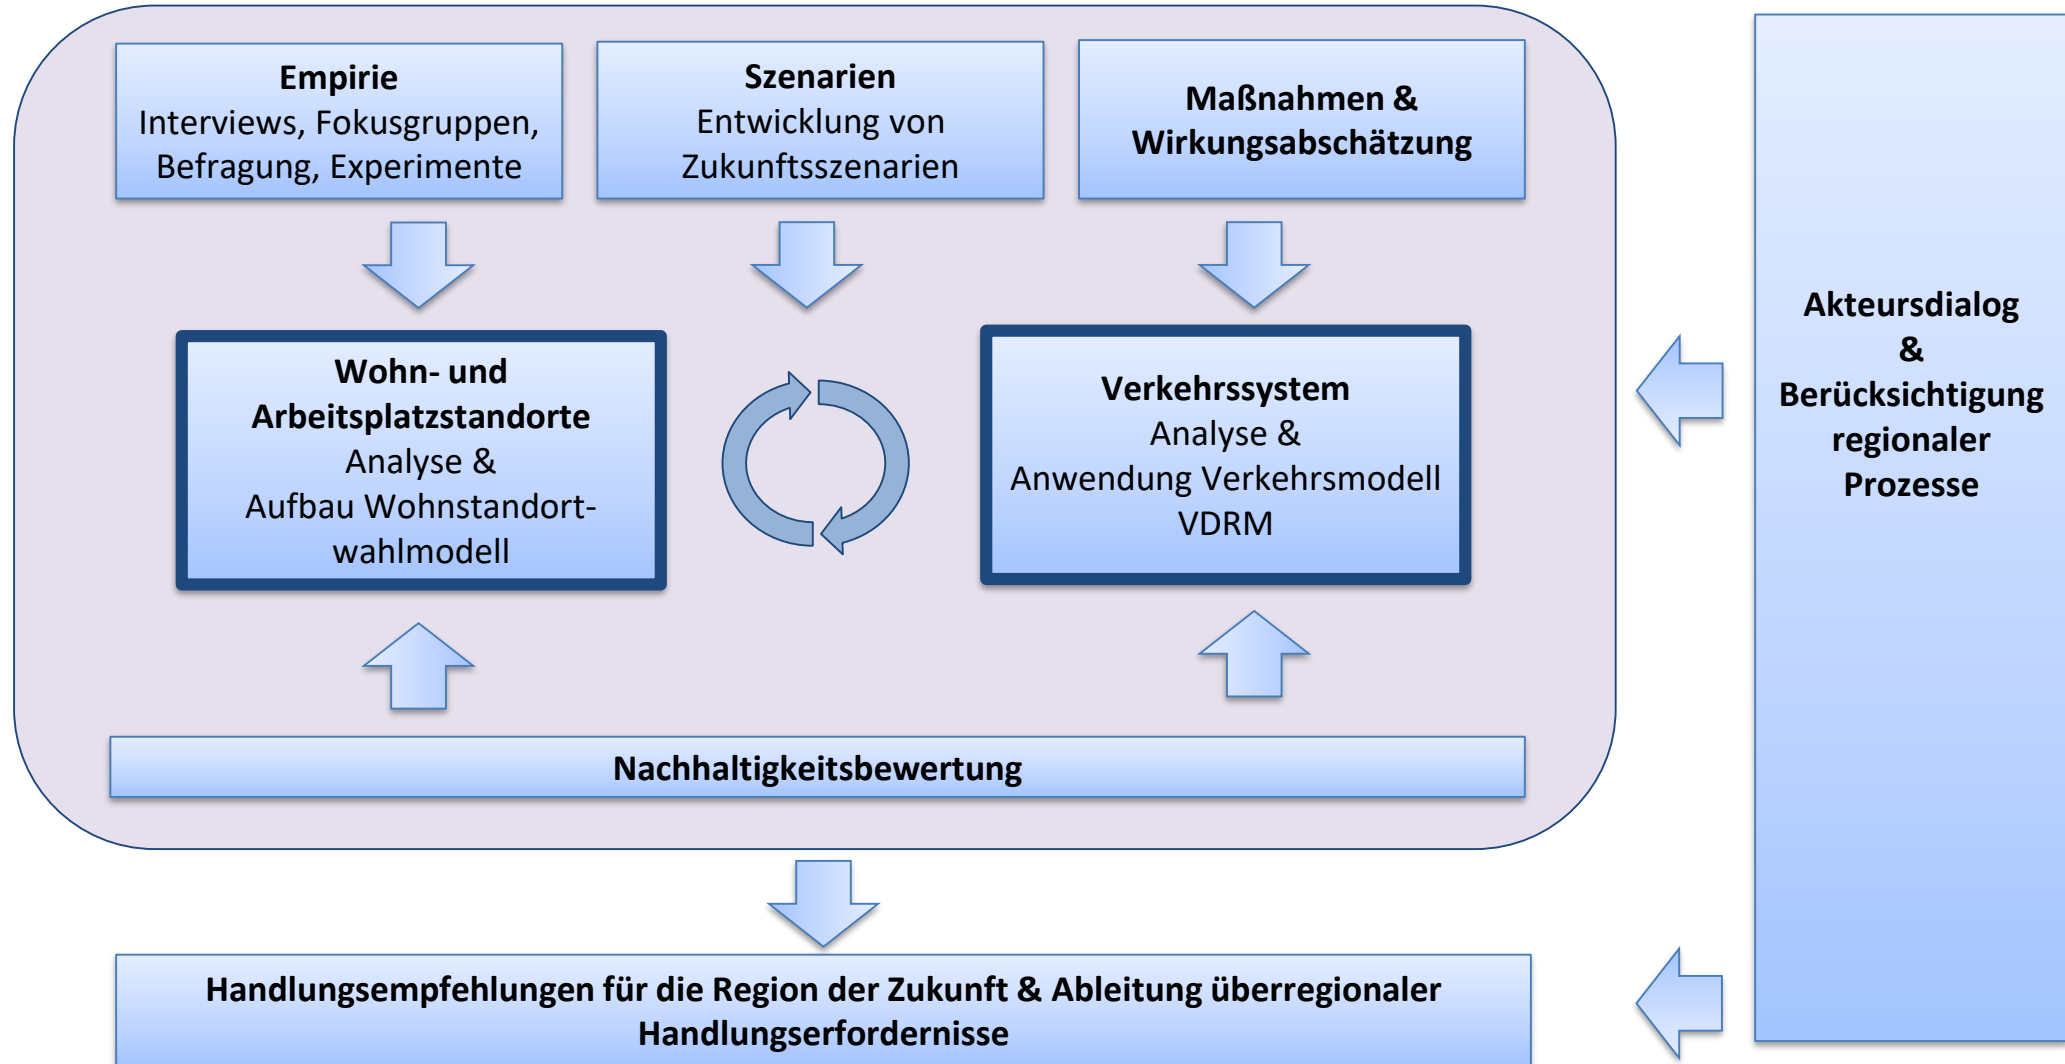 Empirie
Interviews, Fokusgruppen,
Befragung, Experimente
Szenarien
Entwicklung von
Zukunftsszenarien
Maßnahmen &
Wirkungsabschätzung
Wohn- und
Arbeitsplatzstandorte
Analyse &
Aufbau Wohnstandort-
wahlmodell
Verkehrssystem
Analyse &
Anwendung Verkehrsmodell
VDRM
Nachhaltigkeitsbewertung
Akteursdialog
&
Berücksichtigung
regionaler
Prozesse
Handlungsempfehlungen für die Region der Zukunft & Ableitung überregionaler
Handlungserfordernisse